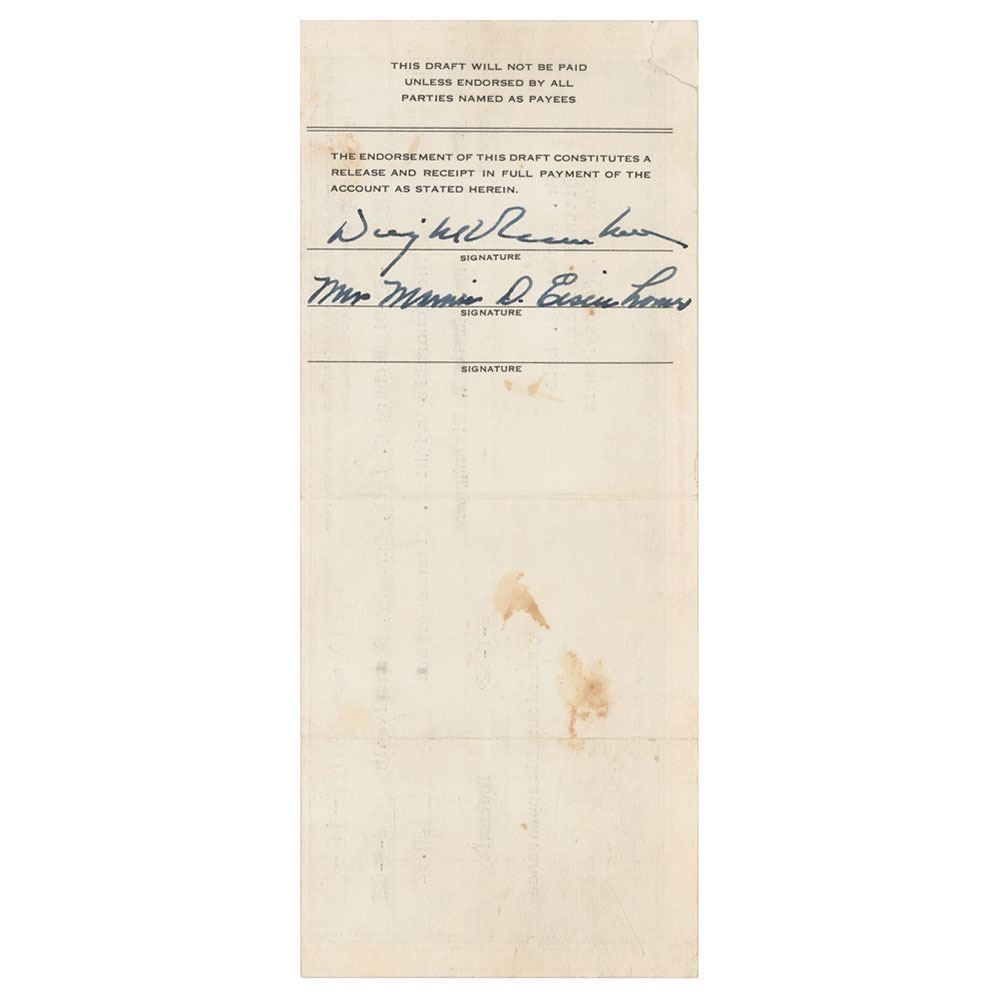 THIS DRAFT WILL NOT BE PAID
UNLESS ENDORSED BY ALL
PARTIES NAMED AS PAYEES
THE ENDORSEMENT OF THIS DRAFT CONSTITUTES A
RELEASE AND RECEIPT IN FULL PAYMENT OF THE
ACCOUNT AS STATED HEREIN.
Dwight D Eisenhower
SIGNATURE
Mrs Mamie D. Eisenhower
SIGNATURE
SIGNATURE